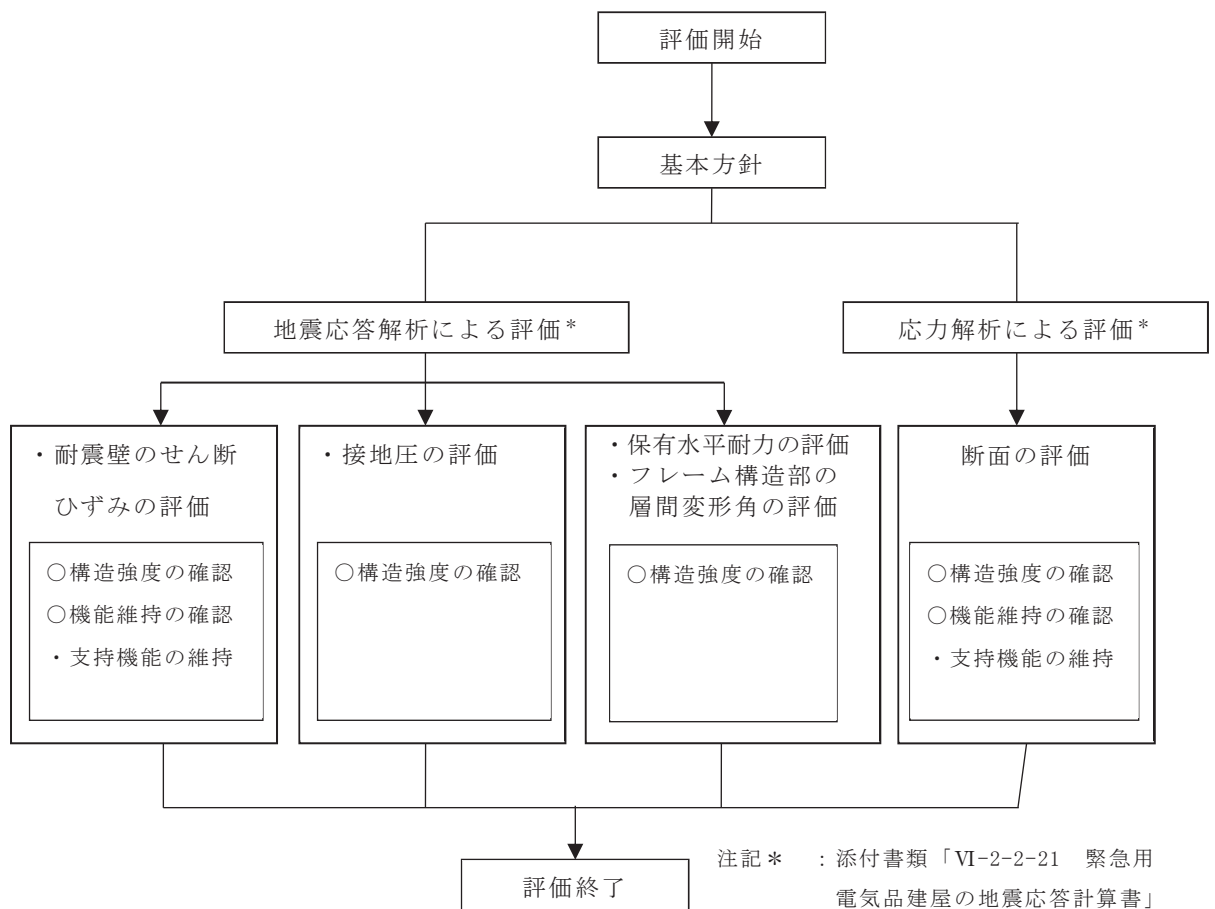 評価開始
基本方針
地震応答解析による評価*
応力解析による評価*
・耐震壁のせん断
ひずみの評価
○構造強度の確認
○機能維持の確認
・支持機能の維持
・接地圧の評価
○構造強度の確認
・保有水平耐力の評価
・フレーム構造部の
層間変形角の評価
○構造強度の確認
断面の評価
○構造強度の確認
○機能維持の確認
・支持機能の維持
評価終了
注記* :添付書類「Ⅵ-2-2-21 緊急用
電気品建屋の地震応答計算書」